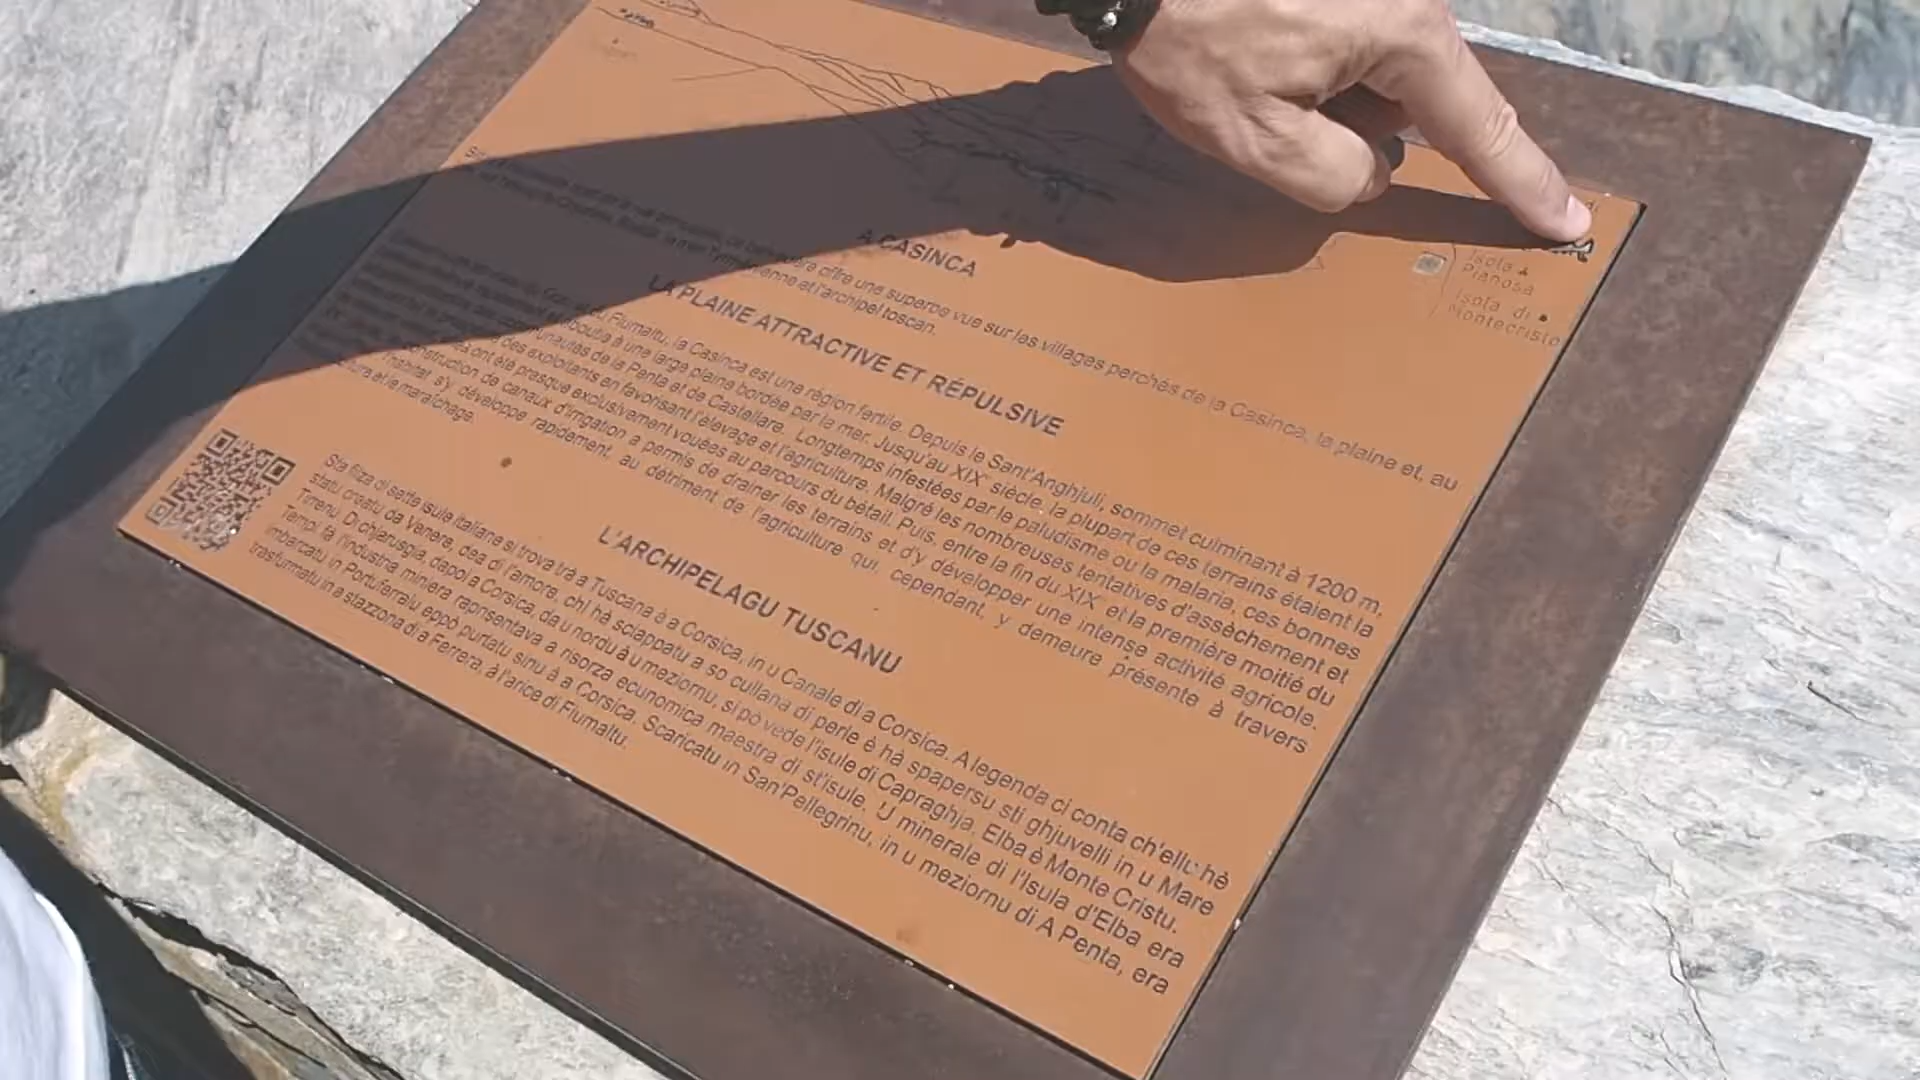 di
Isola
Pianosa
Isola di
Montecristo
A CASINCA
offre une superbe vue sur les villages perchés de la Casinca, la plaine et, au
la mer Tyrrhénienne et l'archipel toscan.
LA PLAINE ATTRACTIVE ET RÉPULSIVE
Fiumaltu, la Casinca est une région fertile. Depuis le Sant'Anghjuli, sommet culminant à 1200 m,
à une large plaine bordée par la mer. Jusqu'au XIXe siècle, la plupart de ces terrains étaient la
de la Penta et de Castellare. Longtemps infestées par le paludisme ou la malaria, ces bonnes
ont été presque exclusivement vouées au parcours du bétail. Malgré les nombreuses tentatives d'assèchement et
des exploitants en favorisant l'élevage et l'agriculture. Puis, entre la fin du XIXe et la première moitié du
construction de canaux d'irrigation a permis de drainer les terrains et d'y développer une intense activité agricole.
habitat s'y développe rapidement, au détriment de l'agriculture qui, cependant, y demeure présente à travers
et le maraîchage.
L'ARCHIPELAGU TUSCANU
Sta filza di sette isule italiane si trova trà a Tuscana è a Corsica, in u Canale di a Corsica. A legenda ci conta ch'ellu hè
statu creatu da Venere, dea di l'amore, chì hà sciappatu a so cullana di perle è hà spapersu sti ghjuvelli in u Mare
Tirrenu. Di chjerusgia, dapoi a Corsica, da u nordu à u meziornu, si pò vede l'isule di Capraghja, Elba è Monte Cristu.
Tempi fà l'industria miniera raprisentava a risorza ecunomica maestra di st'isule. U minerale di l'Isula d'Elba era
imbarcatu in Portuferraiu eppò purtatu sinu à a Corsica. Scaricatu in San'Pellegrinu, in u meziornu di A Penta, era
trasfurmatu in a stazzona di a Ferrera, à l'arice di Fiumaltu.